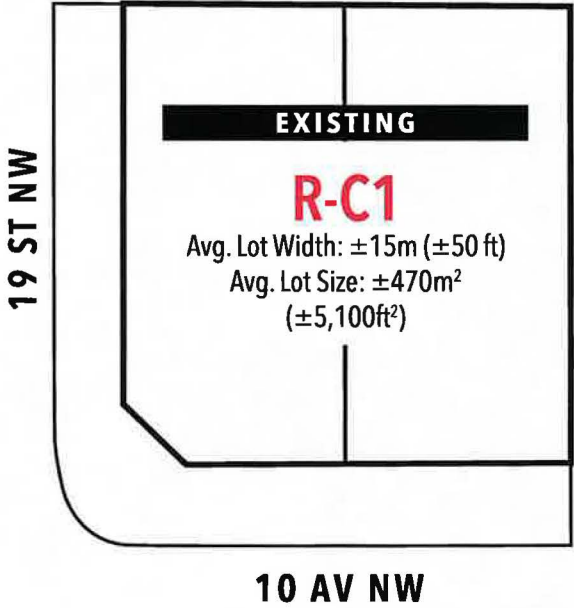 EXISTING
R-C1
Avg. Lot Width: ±15m (±50 ft)
Avg. Lot Size: ±470m²
(±5,100ft²)
19 ST NW
10 AV NW